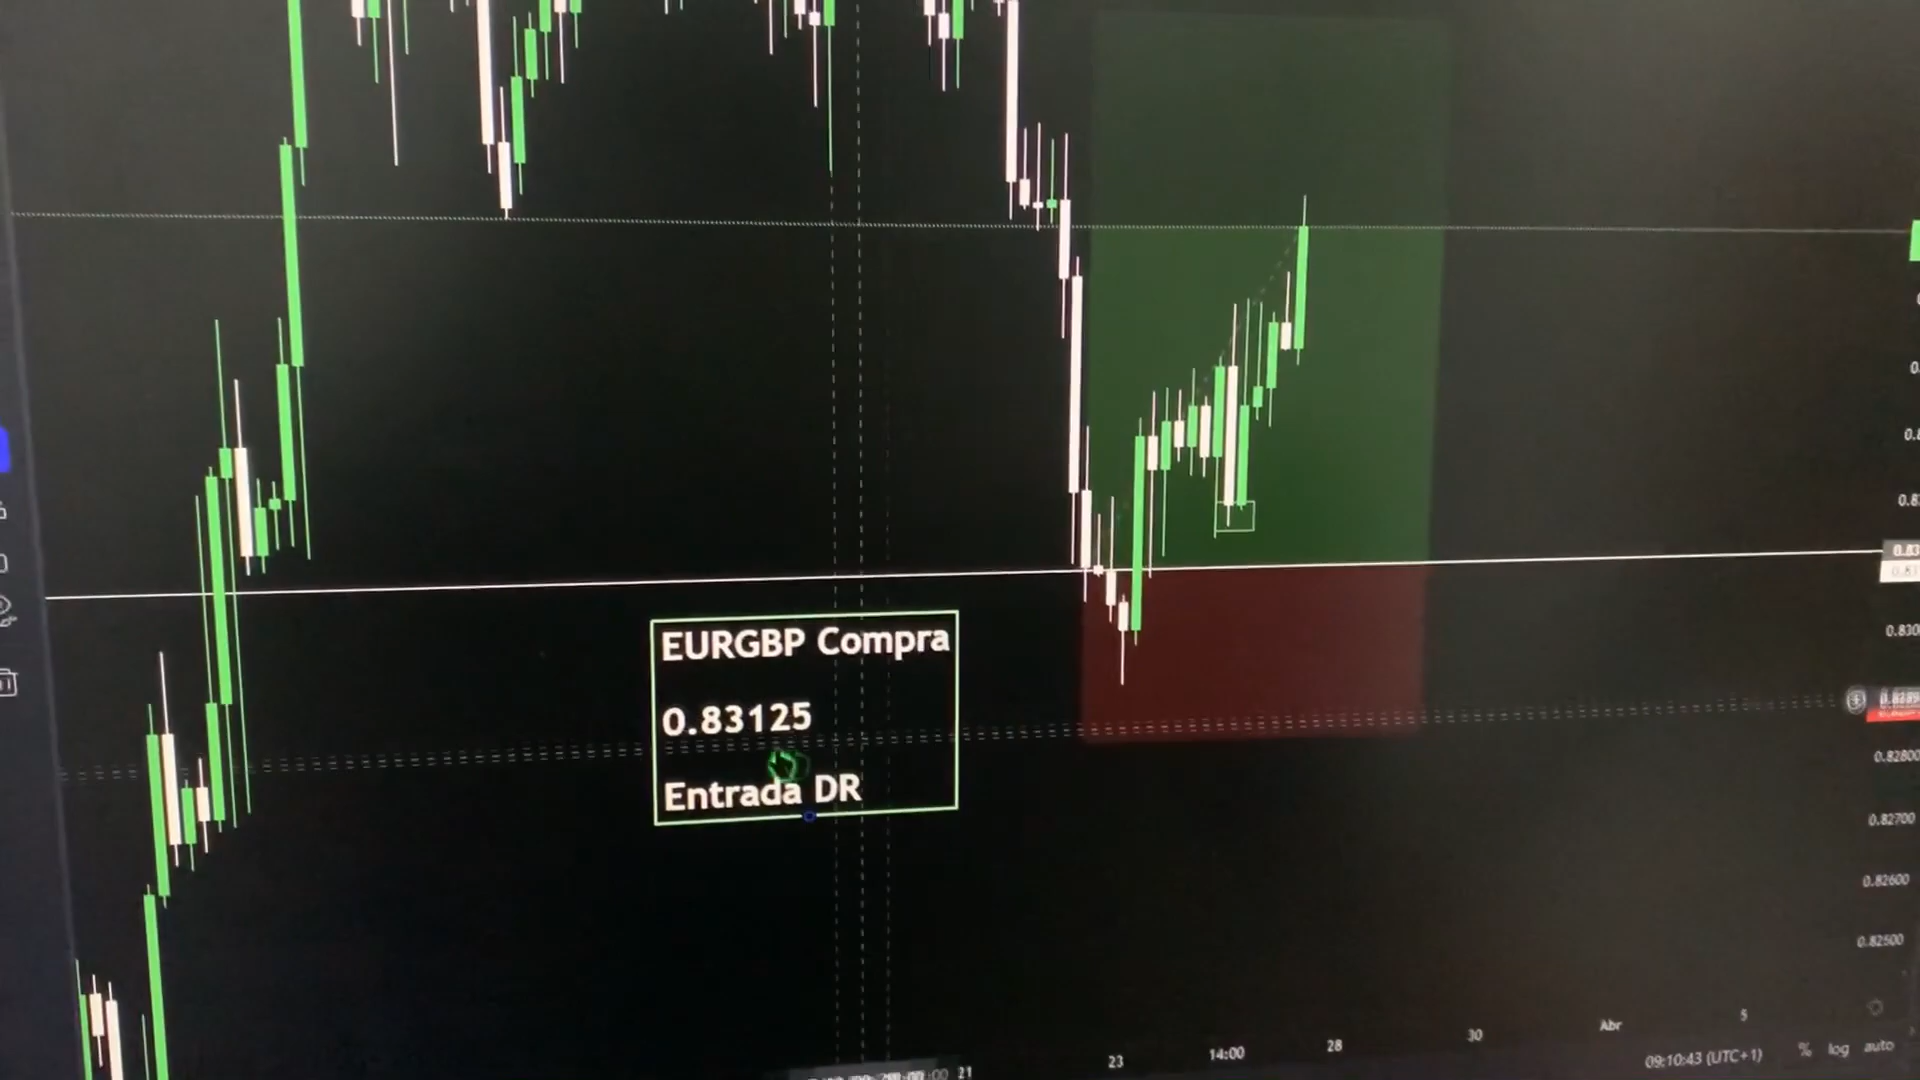 EURGBP Compra
0.83125
Entrada DR
0.82800
0.82700
0.82600
0.82500
21
23
14:00
28
30
Abr
5
09:10:43 (UTC+1)
%
log
auto